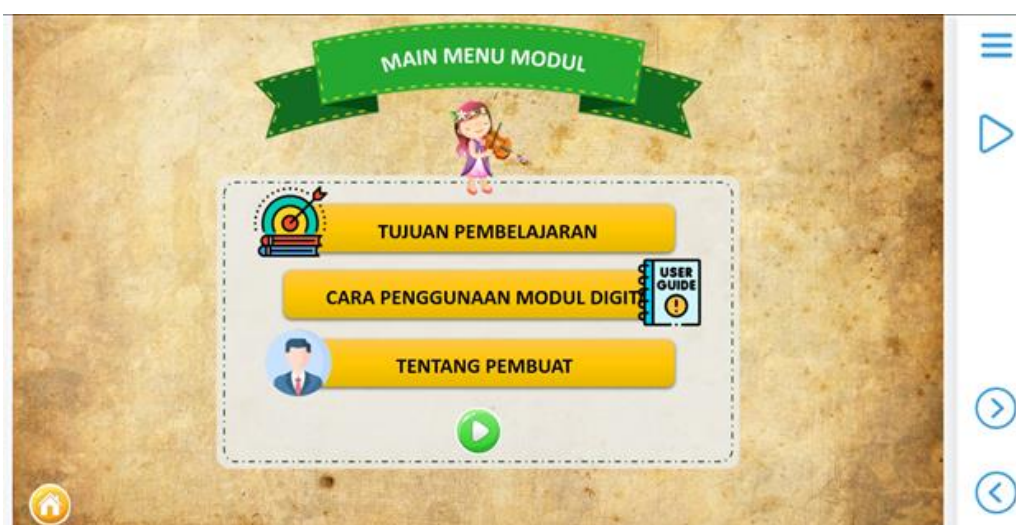 MAIN MENU MODUL
TUJUAN PEMBELAJARAN
CARA PENGGUNAAN MODUL DIGIT
USER
GUIDE
TENTANG PEMBUAT